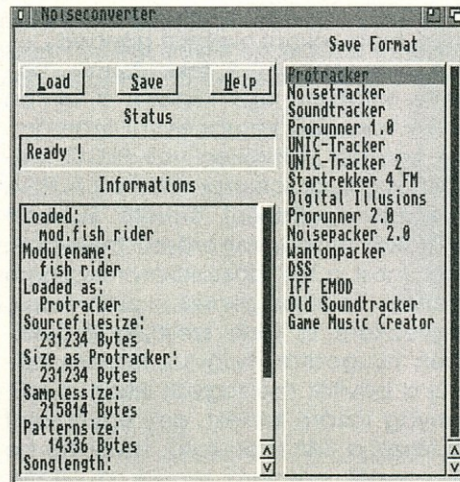 Noiseconverter
Load
Save
Help
Status
Ready !
Informations
Loaded:
mod.fish rider
Modulename:
fish rider
Loaded as:
Protracker
Sourcefilesize:
231234 Bytes
Size as Protracker:
231234 Bytes
Samplessize:
215814 Bytes
Patternsize:
14336 Bytes
Songlength:
Save Format
Protracker
Noisetracker
Soundtracker
Prorunner 1.0
UNIC-Tracker
UNIC-Tracker 2
Startrekker 4 FM
Digital Illusions
Prorunner 2.0
Noisepacker 2.0
Wantonpacker
DSS
IFF EMOD
Old Soundtracker
Game Music Creator